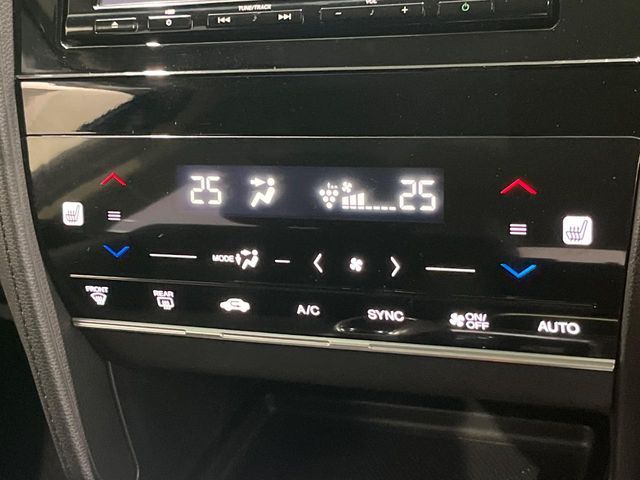 TUNE/TRACK
VOL
- +
25 25
MODE
FRONT REAR A/C SYNC ON/OFF AUTO